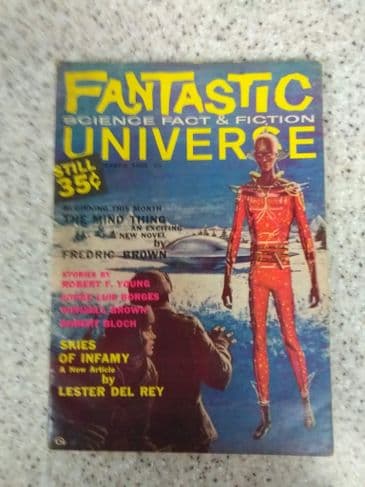 FANTASTIC
SCIENCE FACT & FICTION
UNIVERSE
STILL
35¢
BEGINNING THIS MONTH
THE MIND THING
AN EXCITING
NEW NOVEL
by
FREDRIC BROWN
STORIES BY
ROBERT F. YOUNG
JORGE LUIS BORGES
BROWN
ROBERT BLOCH
SKIES
OF INFAMY
A New Article
by
LESTER DEL REY